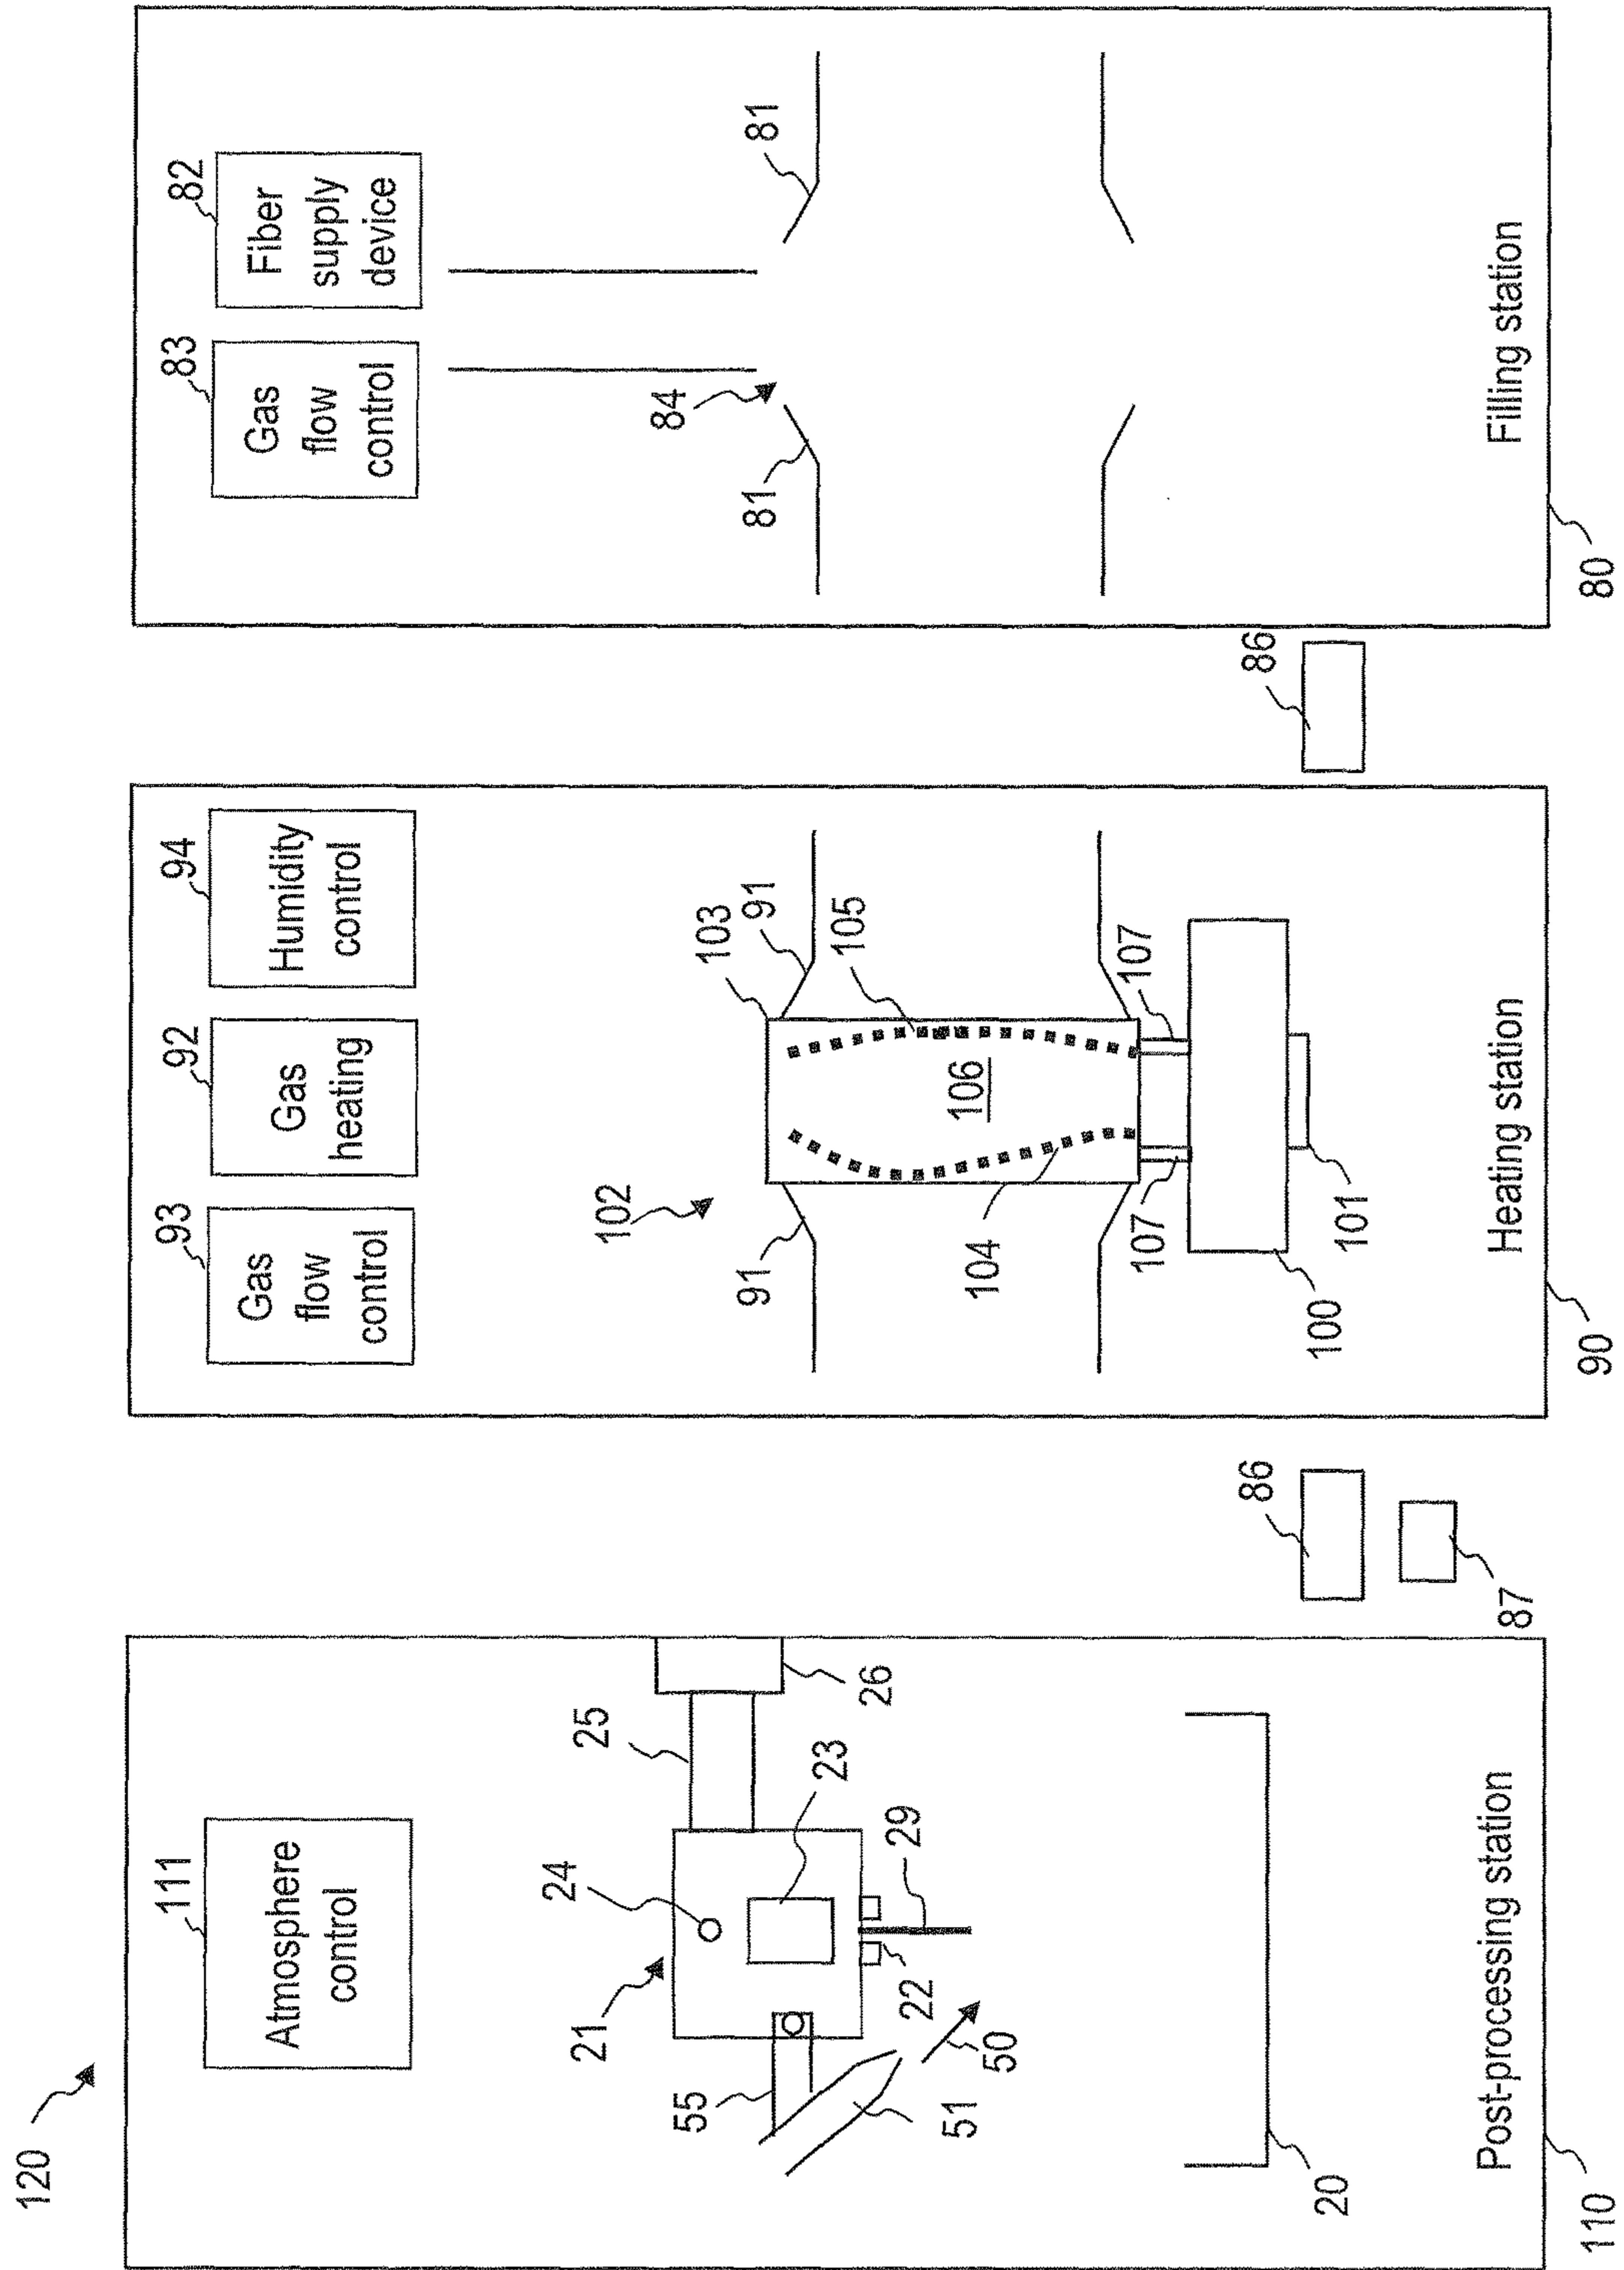 120
111
Atmosphere
control
21
24
25
26
23
55
51
50
22
29
20
Post-processing station
110
86
87
93
Gas
flow
control
92
Gas
heating
94
Humidity
control
102
103
91
91
105
106
104
107
107
100
101
Heating station
90
86
83
Gas
flow
control
82
Fiber
supply
device
84
81
81
Filling station
80